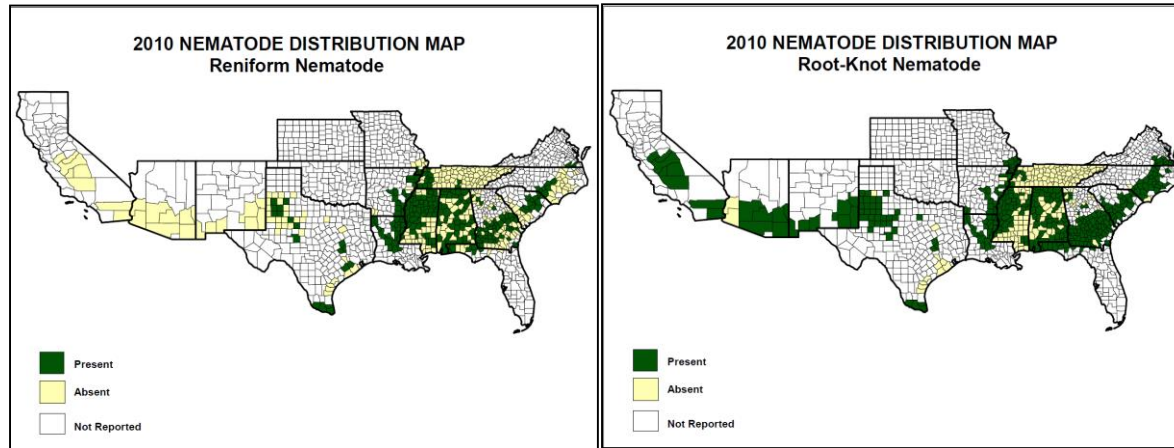 2010 NEMATODE DISTRIBUTION MAP
Reniform Nematode
Present
Absent
Not Reported
2010 NEMATODE DISTRIBUTION MAP
Root-Knot Nematode
Present
Absent
Not Reported